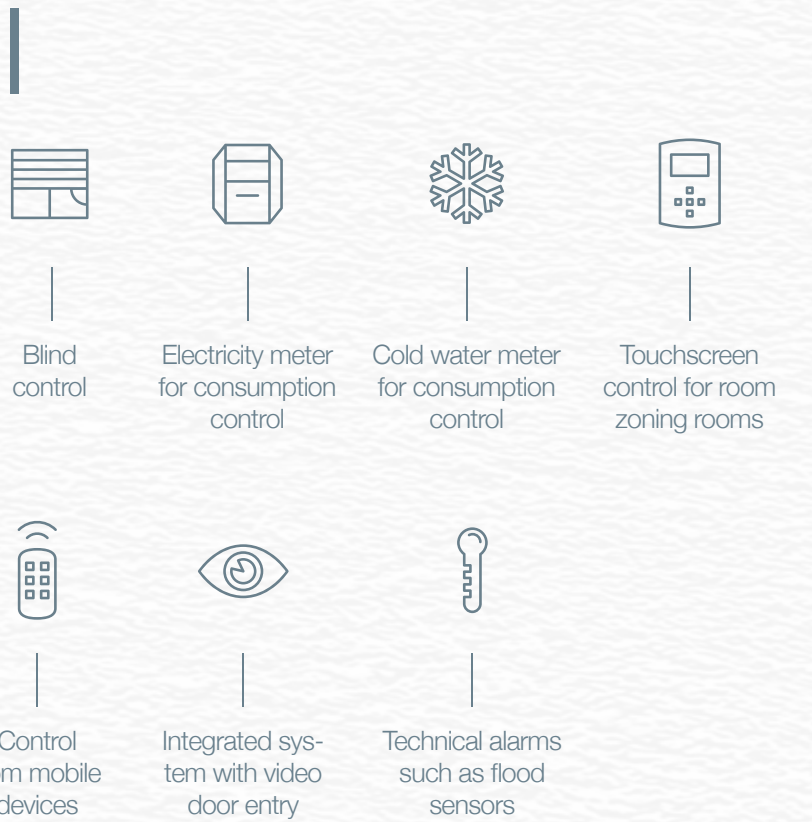 Blind
control
Electricity meter
for consumption
control
Cold water meter
for consumption
control
Touchscreen
control for room
zoning rooms
Control
om mobile
devices
Integrated sys-
tem with video
door entry
Technical alarms
such as flood
sensors